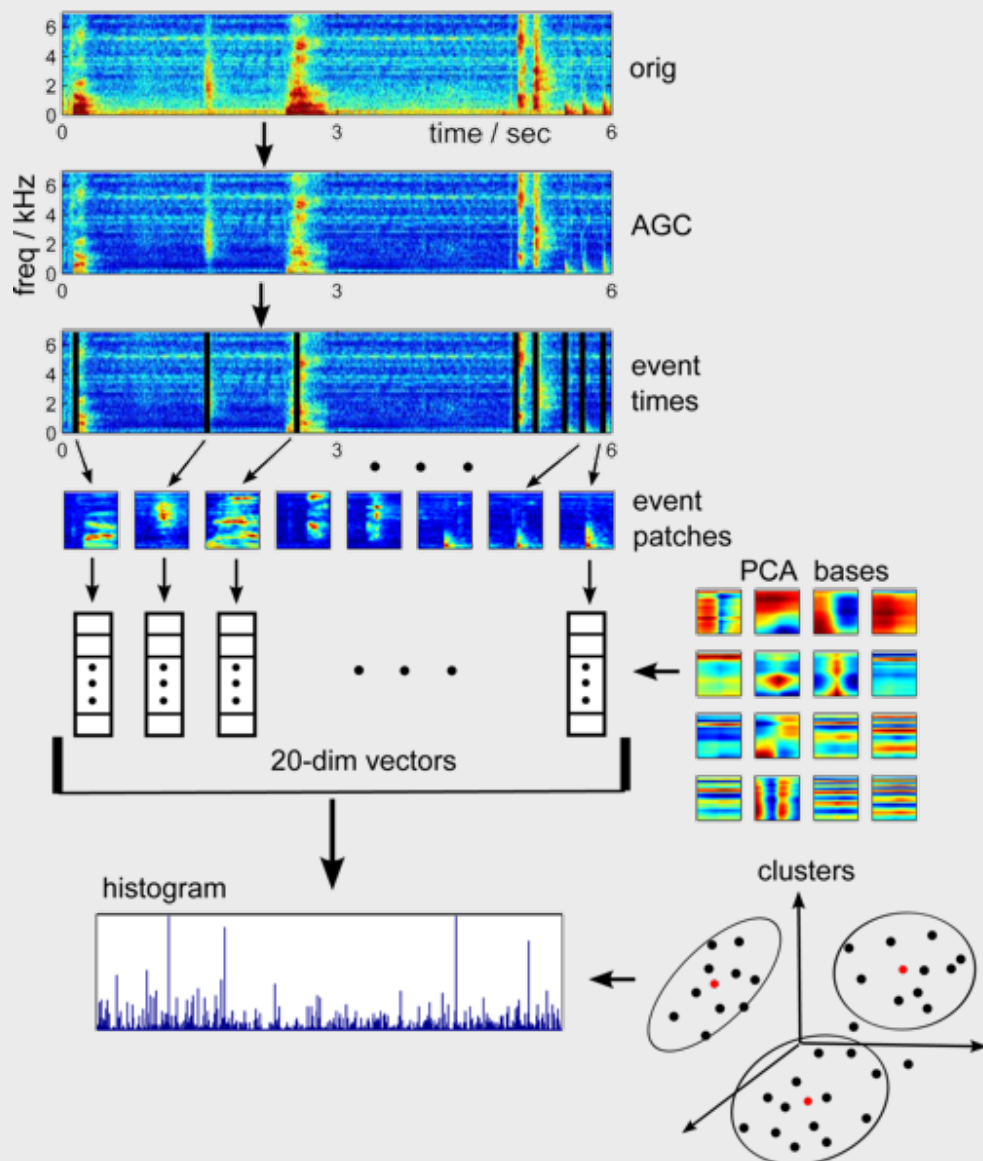 6
4
2
0
orig
0
3
time / sec
6
freq / kHz
6
4
2
0
AGC
0
3
6
6
4
2
0
event
times
0
3
6
event
patches
PCA bases
20-dim vectors
histogram
clusters